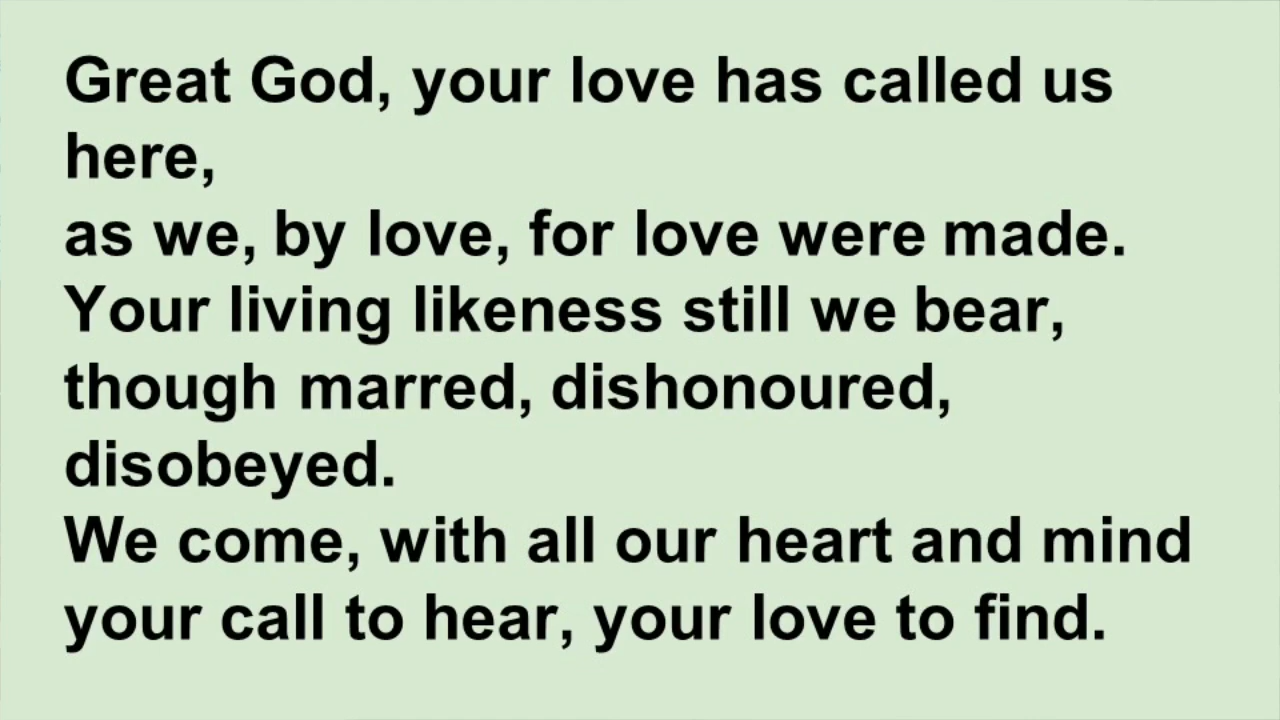 Great God, your love has called us
here,
as we, by love, for love were made.
Your living likeness still we bear,
though marred, dishonoured,
disobeyed.
We come, with all our heart and mind
your call to hear, your love to find.